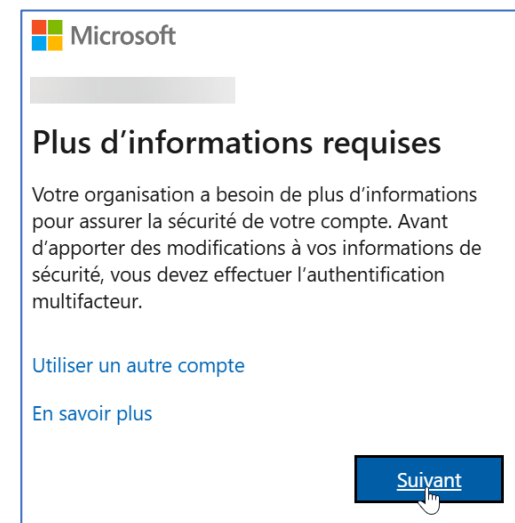 Microsoft
Plus d’informations requises
Votre organisation a besoin de plus d’informations
pour assurer la sécurité de votre compte. Avant
d’apporter des modifications à vos informations de
sécurité, vous devez effectuer l’authentification
multifacteur.
Utiliser un autre compte
En savoir plus
Suivant